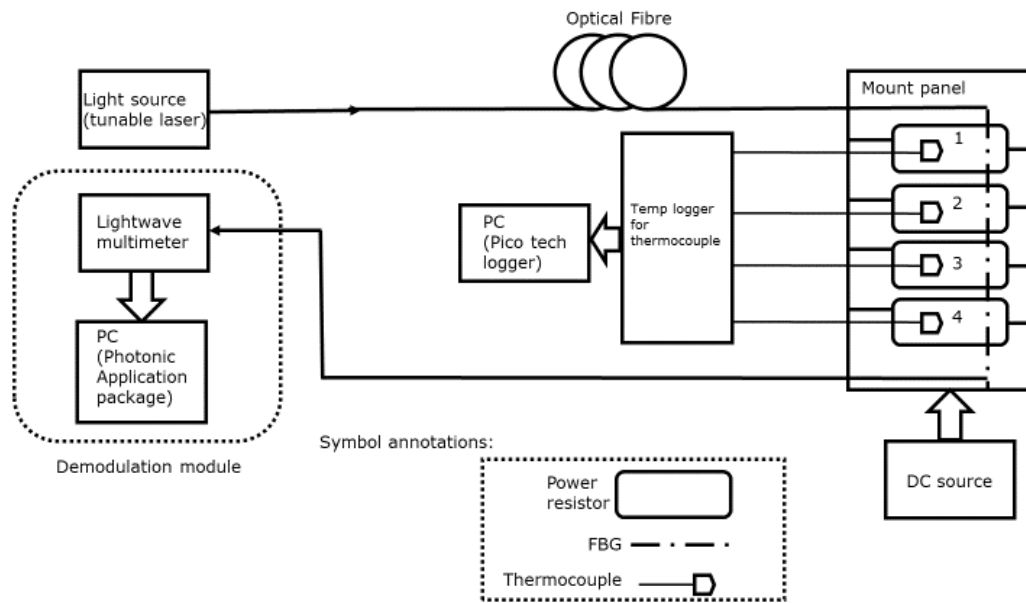 Optical Fibre
Light source
(tunable laser)
Mount panel
1
2
3
4
Temp logger
for
thermocouple
PC
(Pico tech
logger)
Lightwave
multimeter
PC
(Photonic
Application
package)
Demodulation module
DC source
Symbol annotations:
Power
resistor
FBG
Thermocouple